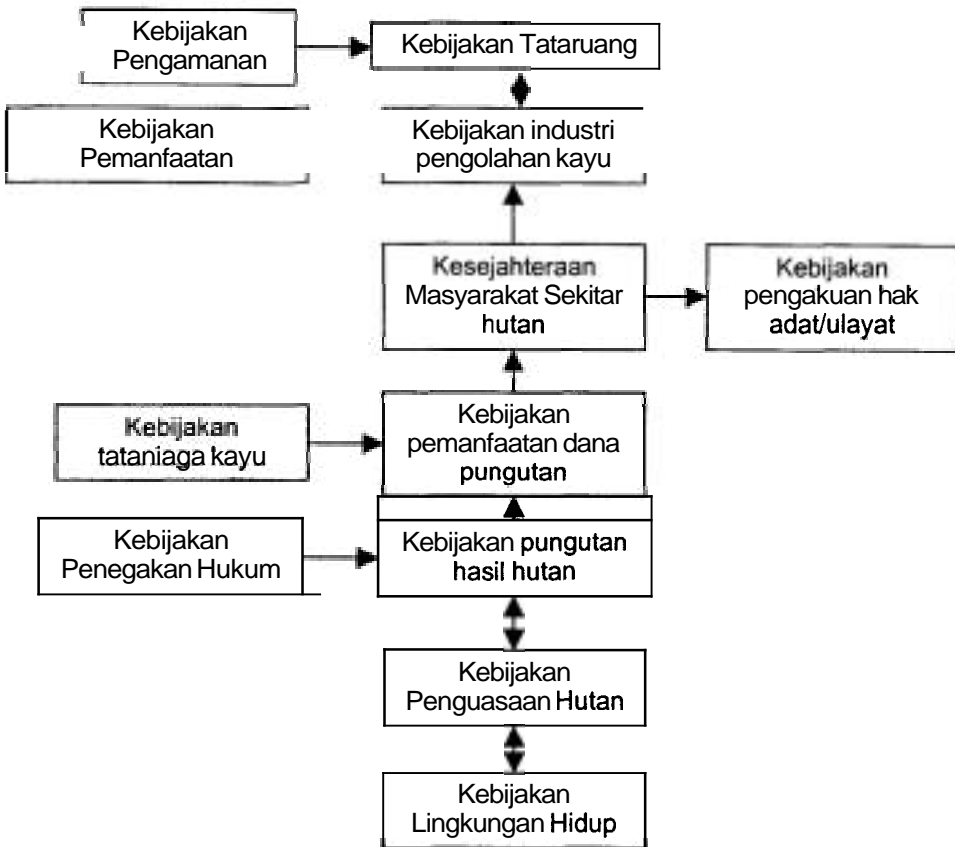 Kebijakan
Pengamanan
Kebijakan Tataruang
Kebijakan
Pemanfaatan
Kebijakan industri
pengolahan kayu
Kesejahteraan
Masyarakat Sekitar
hutan
Kebijakan
pengakuan hak
adat/ulayat
Kebijakan
tataniaga kayu
Kebijakan
pemanfaatan dana
pungutan
Kebijakan
Penegakan Hukum
Kebijakan pungutan
hasil hutan
Kebijakan
Penguasaan Hutan
Kebijakan
Lingkungan Hidup